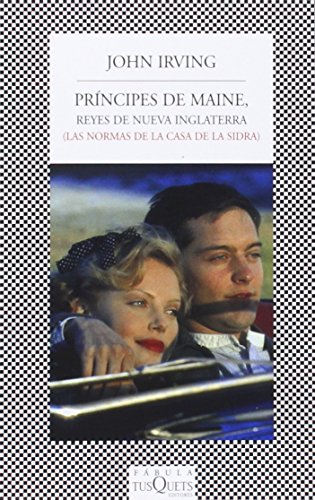 JOHN IRVING
PRÍNCIPES DE MAINE,
REYES DE NUEVA INGLATERRA
(LAS NORMAS DE LA CASA DE LA SIDRA)
FÁBULA
TUSQUETS
EDITORES